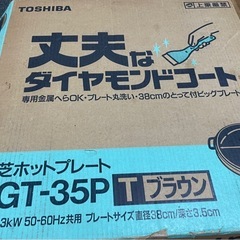 TOSHIBA
上新電機
丈夫な
ダイヤモンドコート
専用金属へらOK・プレート丸洗い・38cmのとって付ビッグプレート
芝ホットプレート
GT-35P
T ブラウン
3kW 50-60Hz共用 プレートサイズ直径38cm/深さ3.5cm